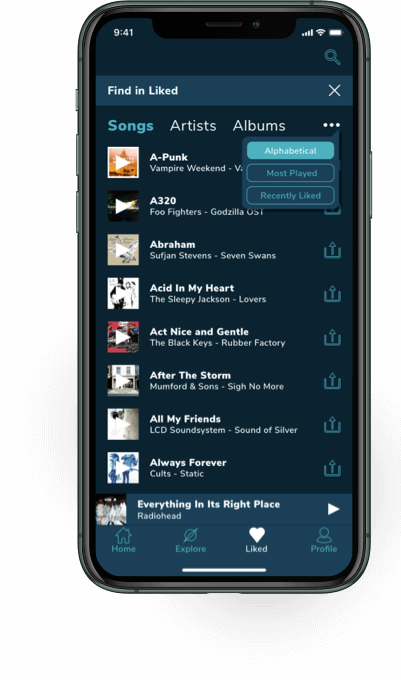 9:41
Find in Liked
Songs Artists Albums
Alphabetical
Most Played
Recently Liked
A-Punk
Vampire Weekend - Va
A320
Foo Fighters - Godzilla OST
Abraham
Sufjan Stevens - Seven Swans
Acid In My Heart
The Sleepy Jackson - Lovers
Act Nice and Gentle
The Black Keys - Rubber Factory
After The Storm
Mumford & Sons - Sigh No More
All My Friends
LCD Soundsystem - Sound of Silver
Always Forever
Cults - Static
Everything In Its Right Place
Radiohead
Home Explore Liked Profile